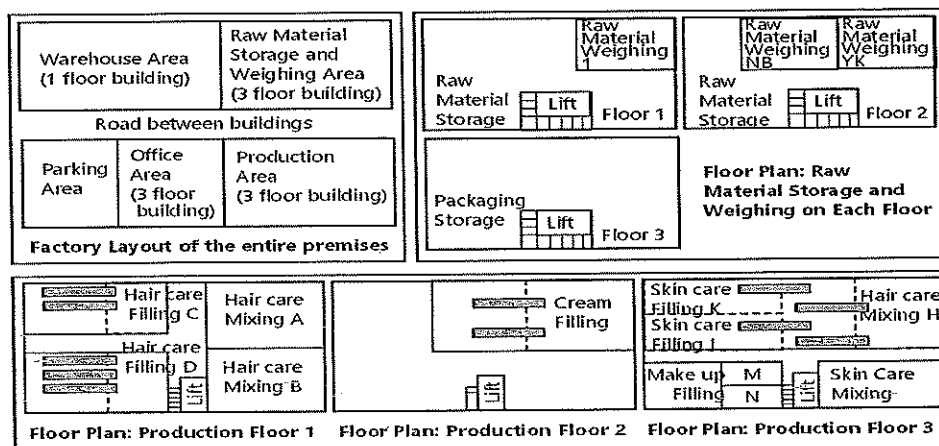 Warehouse Area
(1 floor building)
Raw Material
Storage and
Weighing Area
(3 floor building)
Road between buildings
Parking
Area
Office
Area
(3 floor
building)
Production
Area
(3 floor building)
Factory Layout of the entire premises
Raw
Material
Weighing
1
Raw
Material
Storage
Lift
Floor 1
Raw
Material
Weighing
NB
Raw
Material
Weighing
YK
Raw
Material
Storage
Lift
Floor 2
Packaging
Storage
Lift
Floor 3
Floor Plan: Raw
Material Storage and
Weighing on Each Floor
Hair care
Filling C
Hair care
Mixing A
Hair care
Filling D
Hair care
Mixing B
Lift
Floor Plan: Production Floor 1
Cream
Filling
Lift
Floor Plan: Production Floor 2
Skin care
Filling K
Hair care
Mixing H
Skin care
Filling J
Make up
Filling
M
N
Lift
Skin Care
Mixing
Floor Plan: Production Floor 3